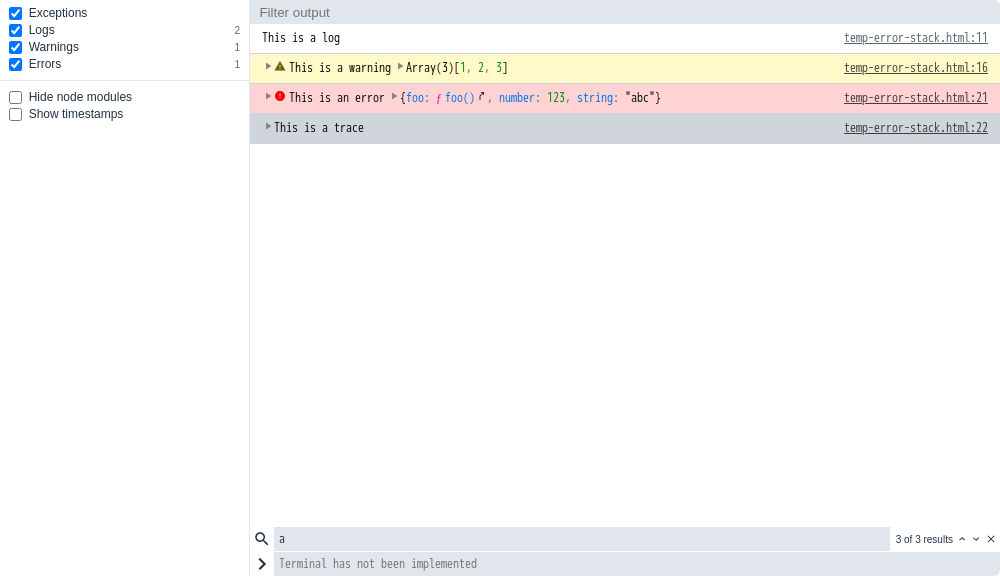 Exceptions
Logs 2
Warnings 1
Errors 1
Hide node modules
Show timestamps
Filter output
This is a log temp-error-stack.html:11
This is a warning Array(3)[1, 2, 3] temp-error-stack.html:16
This is an error {foo: ƒ foo() , number: 123, string: "abc"} temp-error-stack.html:21
This is a trace temp-error-stack.html:22
a 3 of 3 results
Terminal has not been implemented